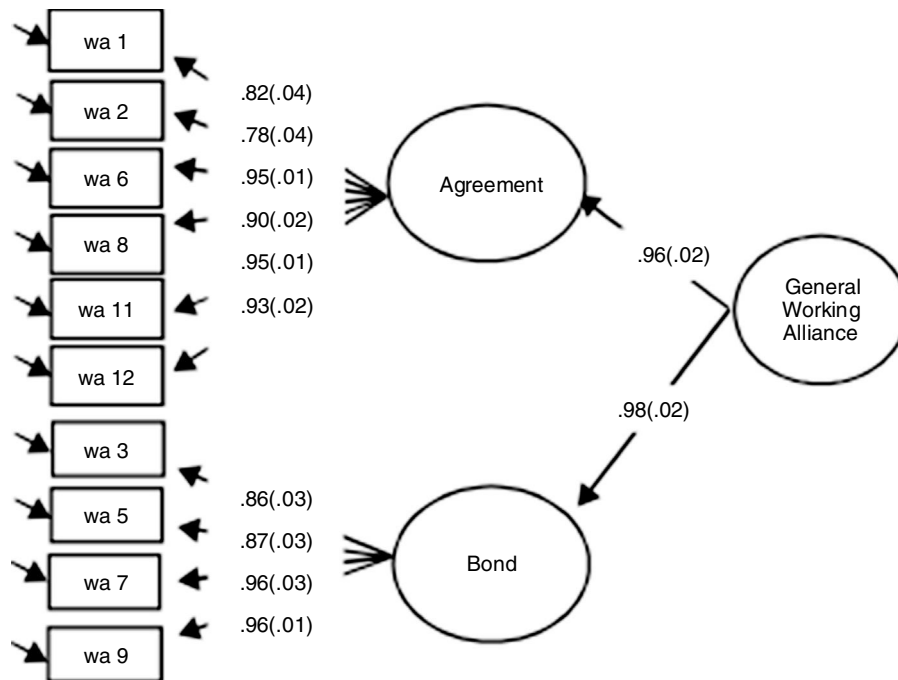 wa 1
wa 2
wa 6
wa 8
wa 11
wa 12
wa 3
wa 5
wa 7
wa 9
.82(.04)
.78(.04)
.95(.01)
.90(.02)
.95(.01)
.93(.02)
.86(.03)
.87(.03)
.96(.03)
.96(.01)
Agreement
Bond
.96(.02)
.98(.02)
General
Working
Alliance